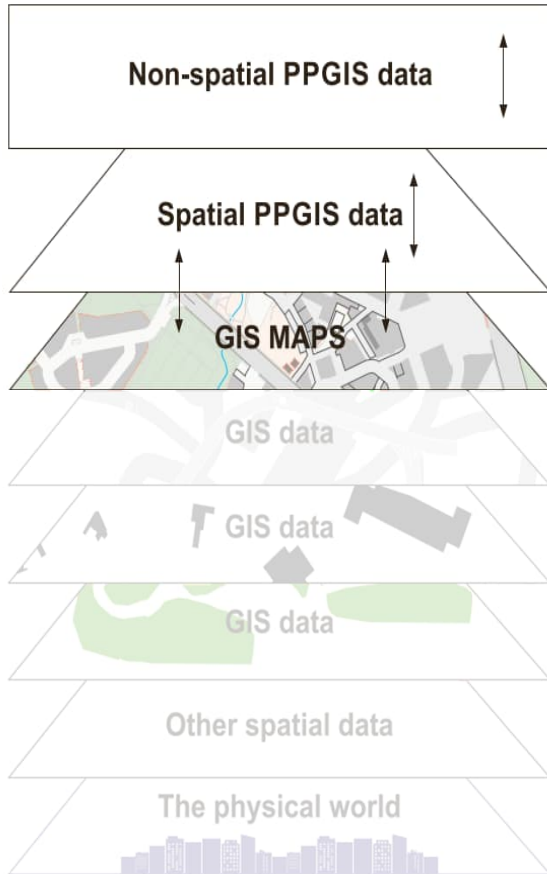 Non-spatial PPGIS data
Spatial PPGIS data
GIS MAPS
GIS data
GIS data
GIS data
Other spatial data
The physical world